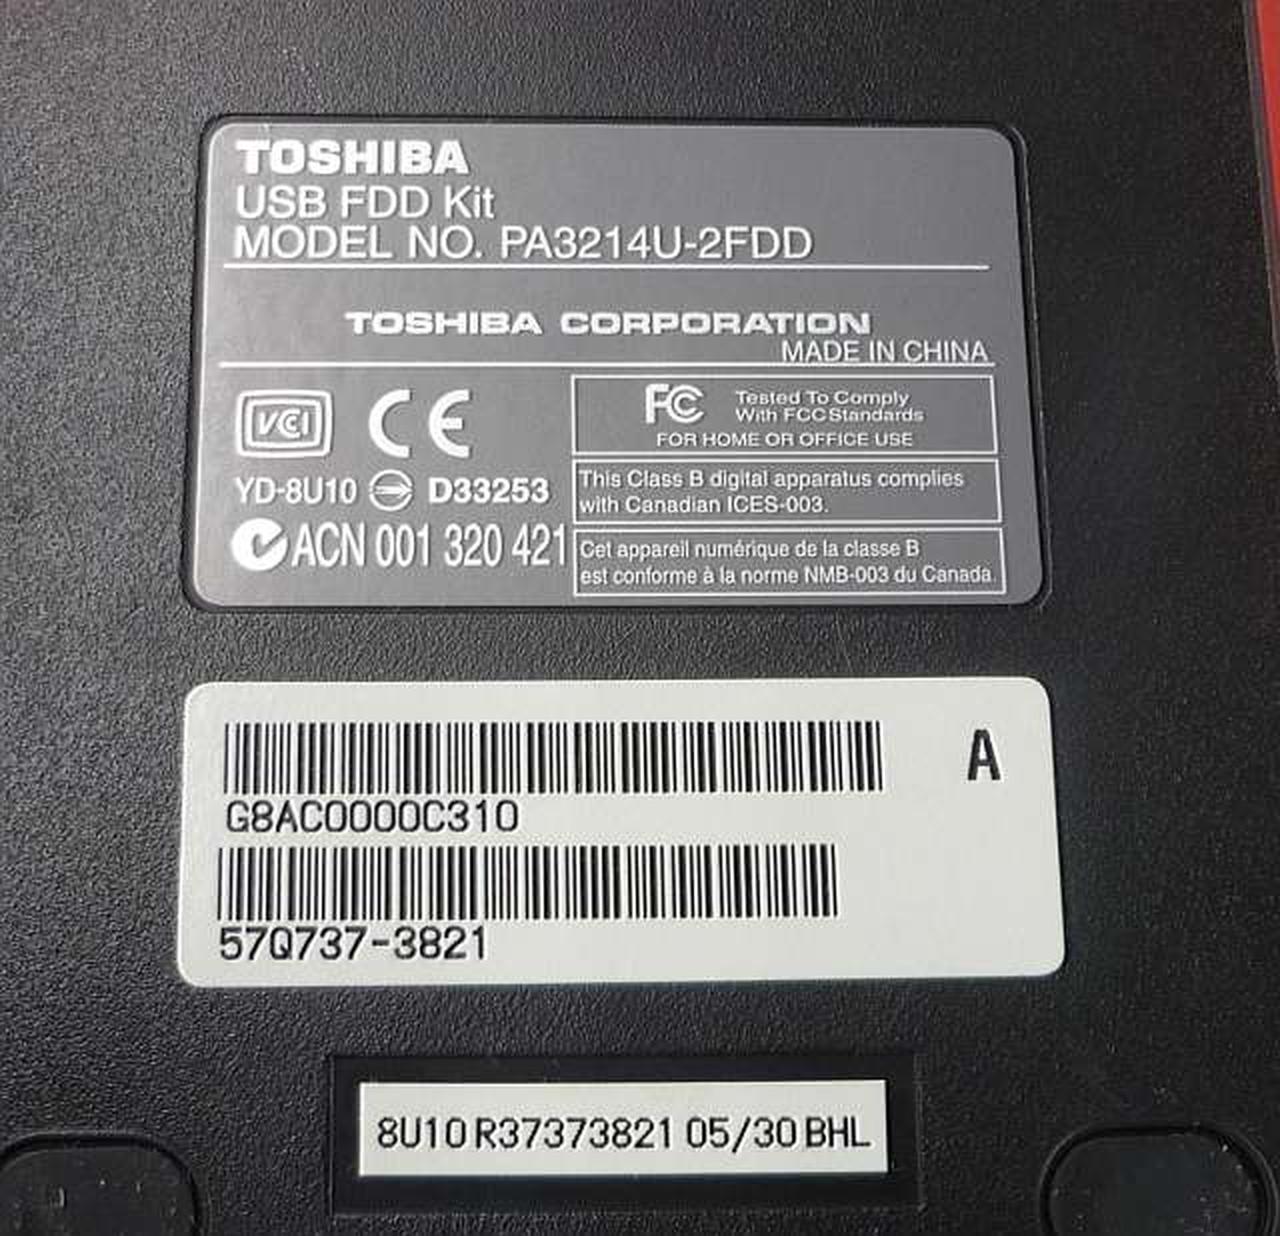 TOSHIBA
USB FDD Kit
MODEL NO. PA3214U-2FDD
TOSHIBA CORPORATION
MADE IN CHINA
VCI CE
YD-8U10 D33253
ACN 001 320 421
FC Tested To Comply
With FCC Standards
FOR HOME OR OFFICE USE
This Class B digital apparatus complies
with Canadian ICES-003.
Cet appareil numérique de la classe B
est conforme à la norme NMB-003 du Canada.
A
G8AC0000C310
57Q737-3821
8U10 R37373821 05/30 BHL